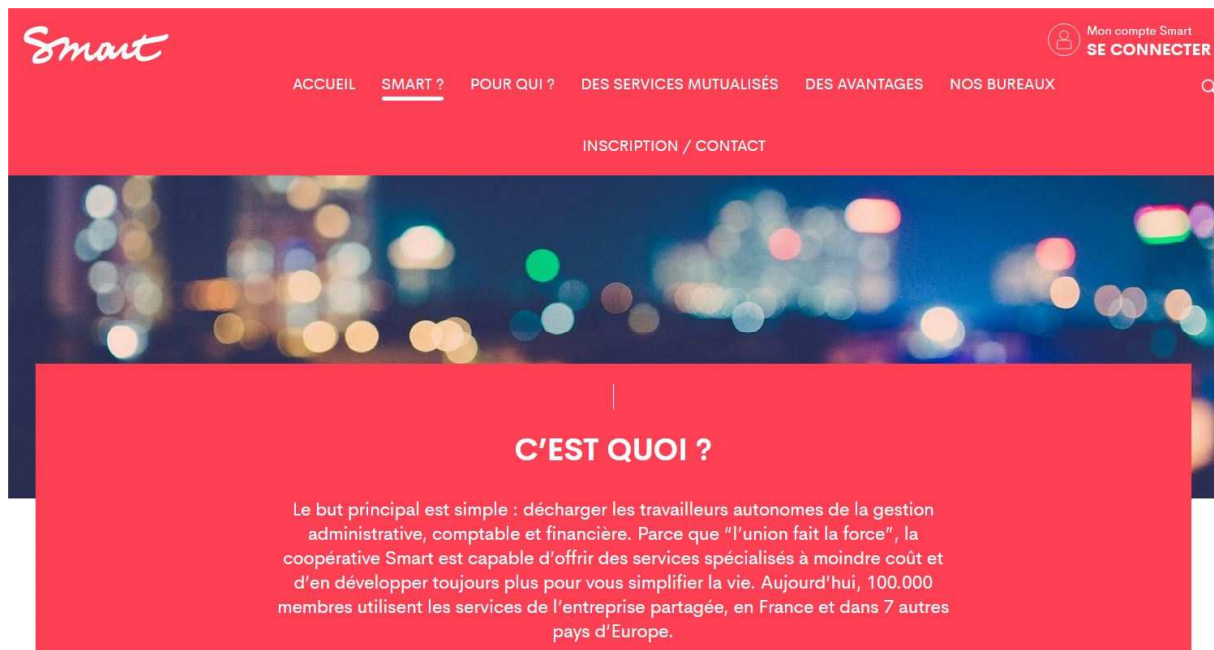 Smart
Mon compte Smart
SE CONNECTER
ACCUEIL SMART ? POUR QUI ? DES SERVICES MUTUALISÉS DES AVANTAGES NOS BUREAUX
INSCRIPTION / CONTACT
C'EST QUOI ?
Le but principal est simple : décharger les travailleurs autonomes de la gestion
administrative, comptable et financière. Parce que “l'union fait la force”, la
coopérative Smart est capable d'offrir des services spécialisés à moindre coût et
d'en développer toujours plus pour vous simplifier la vie. Aujourd'hui, 100.000
membres utilisent les services de l'entreprise partagée, en France et dans 7 autres
pays d'Europe.